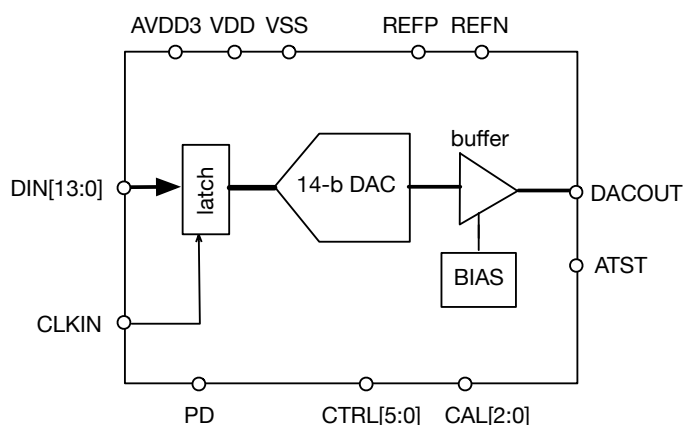 AVDD3 VDD VSS REFP REFN
buffer
DIN[13:0] latch 14-b DAC DACOUT
BIAS ATST
CLKIN
PD CTRL[5:0] CAL[2:0]